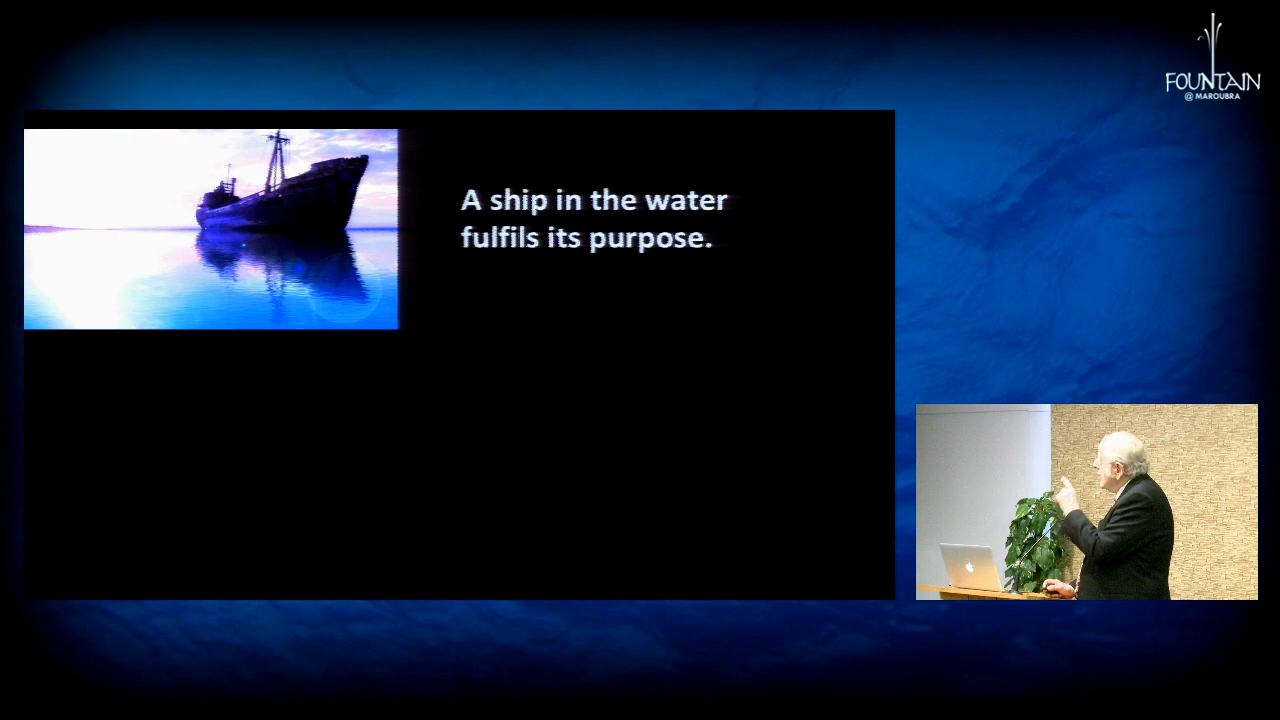 FOUNTAIN
@ MAROUBRA
A ship in the water
fulfils its purpose.